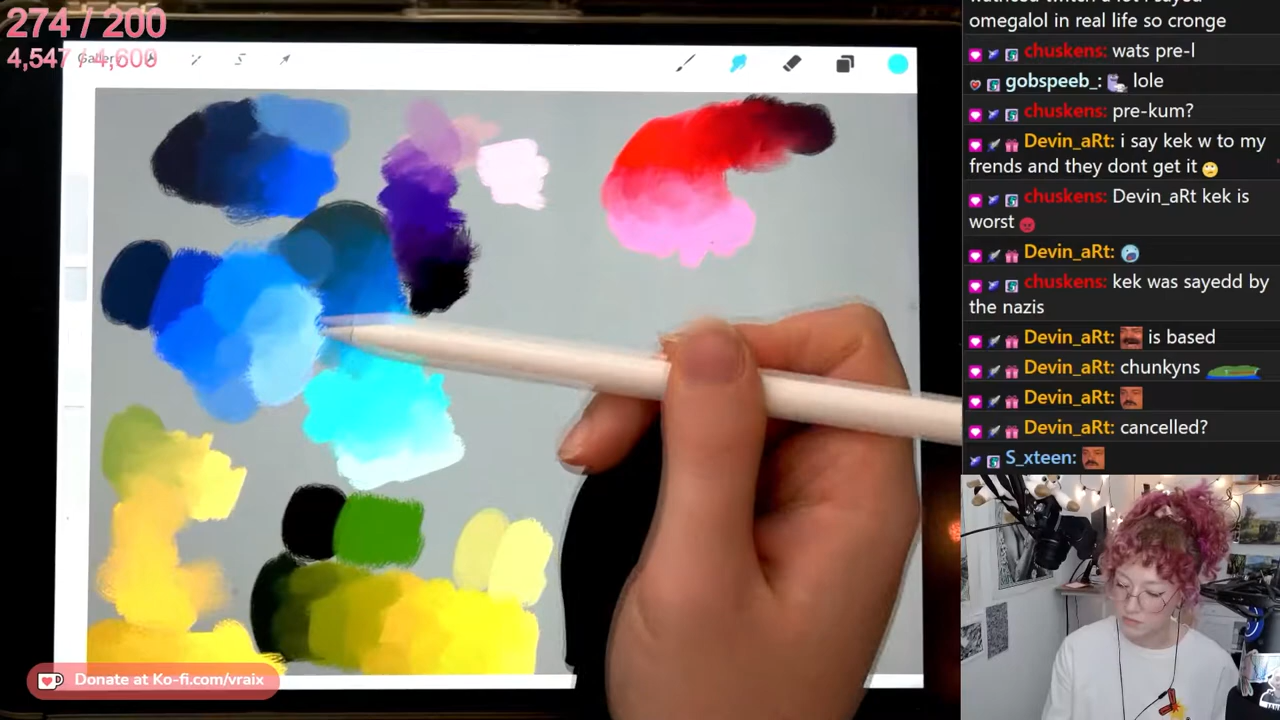 274 / 200
4,547 / 4,600
Gallery
Donate at Ko-fi.com/vraix
omegalol in real life so cronge
chuskens: wats pre-l
gobspeeb_: lole
chuskens: pre-kum?
Devin_aRt: i say kek w to my
frends and they dont get it
chuskens: Devin_aRt kek is
worst
Devin_aRt:
chuskens: kek was sayedd by
the nazis
Devin_aRt: is based
Devin_aRt: chunkyns
Devin_aRt:
Devin_aRt: cancelled?
S_xteen: